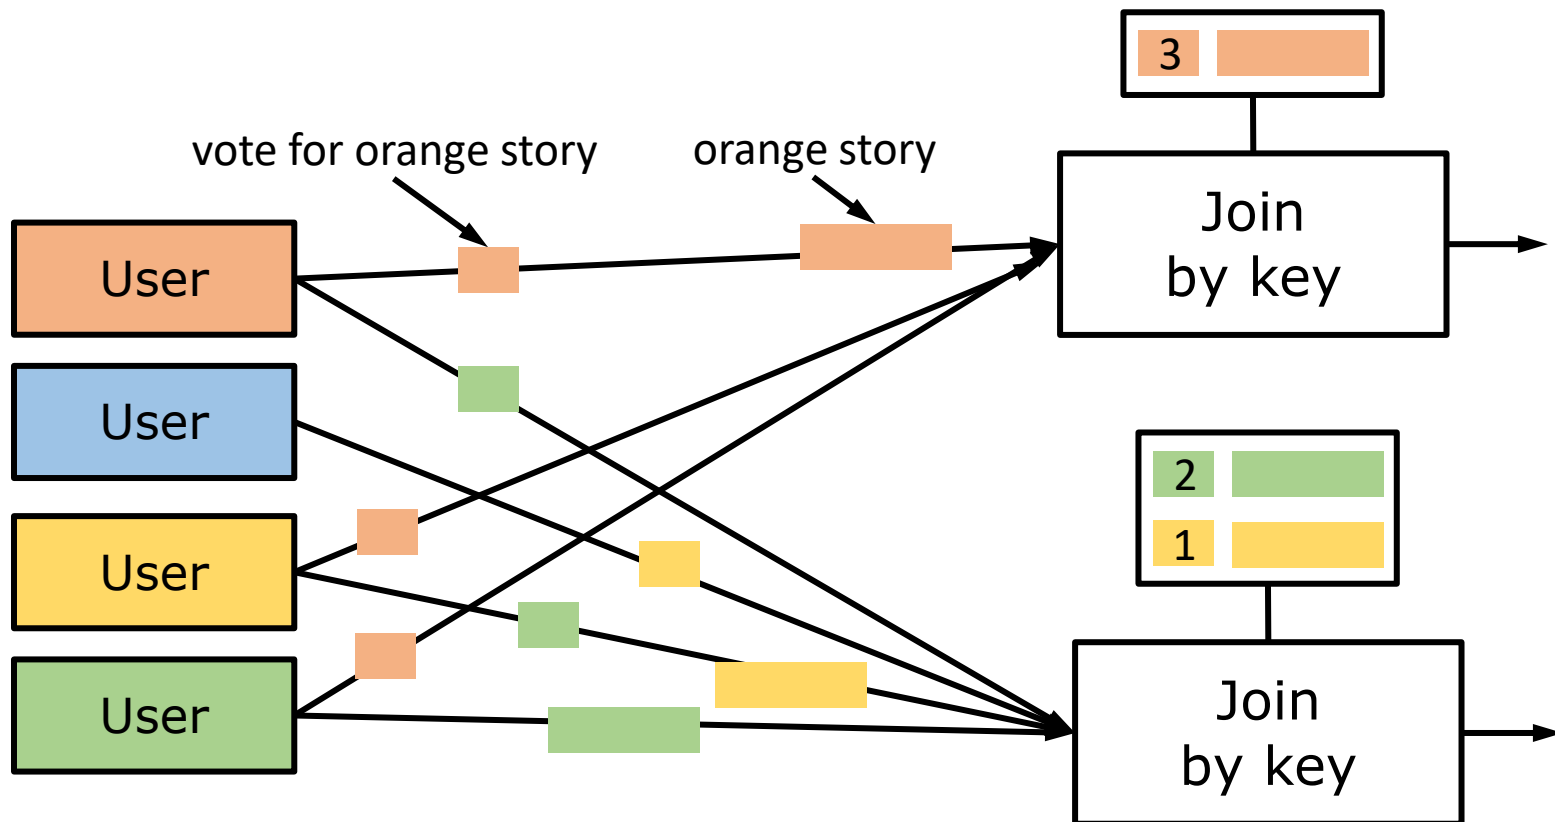 3
vote for orange story
orange story
Join
by key
User
User
User
User
2
1
Join
by key